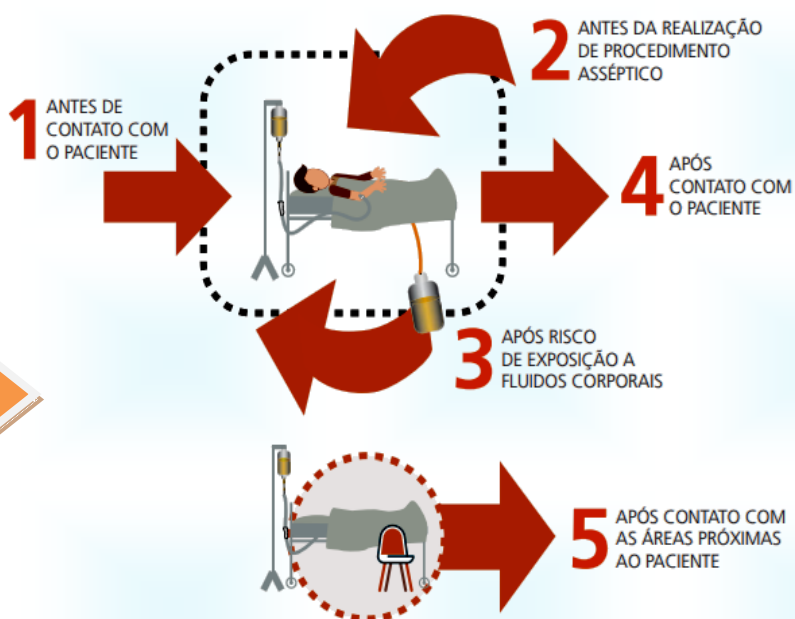 1 ANTES DE
CONTATO COM
O PACIENTE
2 ANTES DA REALIZAÇÃO
DE PROCEDIMENTO
ASSÉPTICO
3 APÓS RISCO
DE EXPOSIÇÃO A
FLUIDOS CORPORAIS
4 APÓS
CONTATO COM
O PACIENTE
5 APÓS CONTATO COM
AS ÁREAS PRÓXIMAS
AO PACIENTE